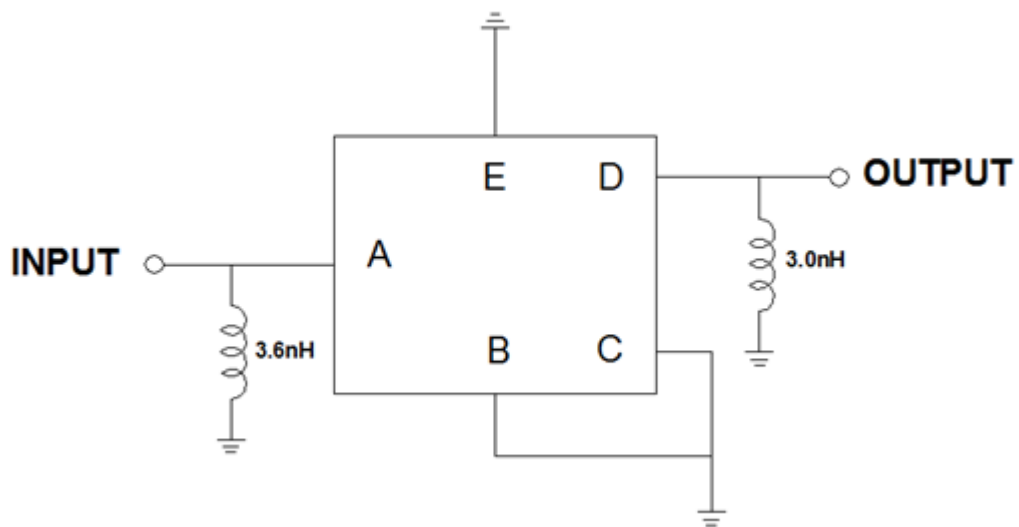 E D
OUTPUT
INPUT
A
3.0nH
3.6nH
B C